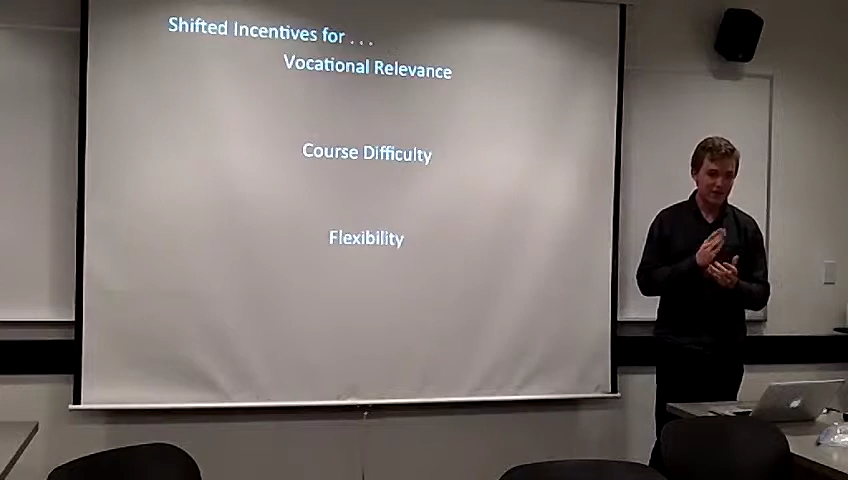 Shifted Incentives for . . .
Vocational Relevance
Course Difficulty
Flexibility